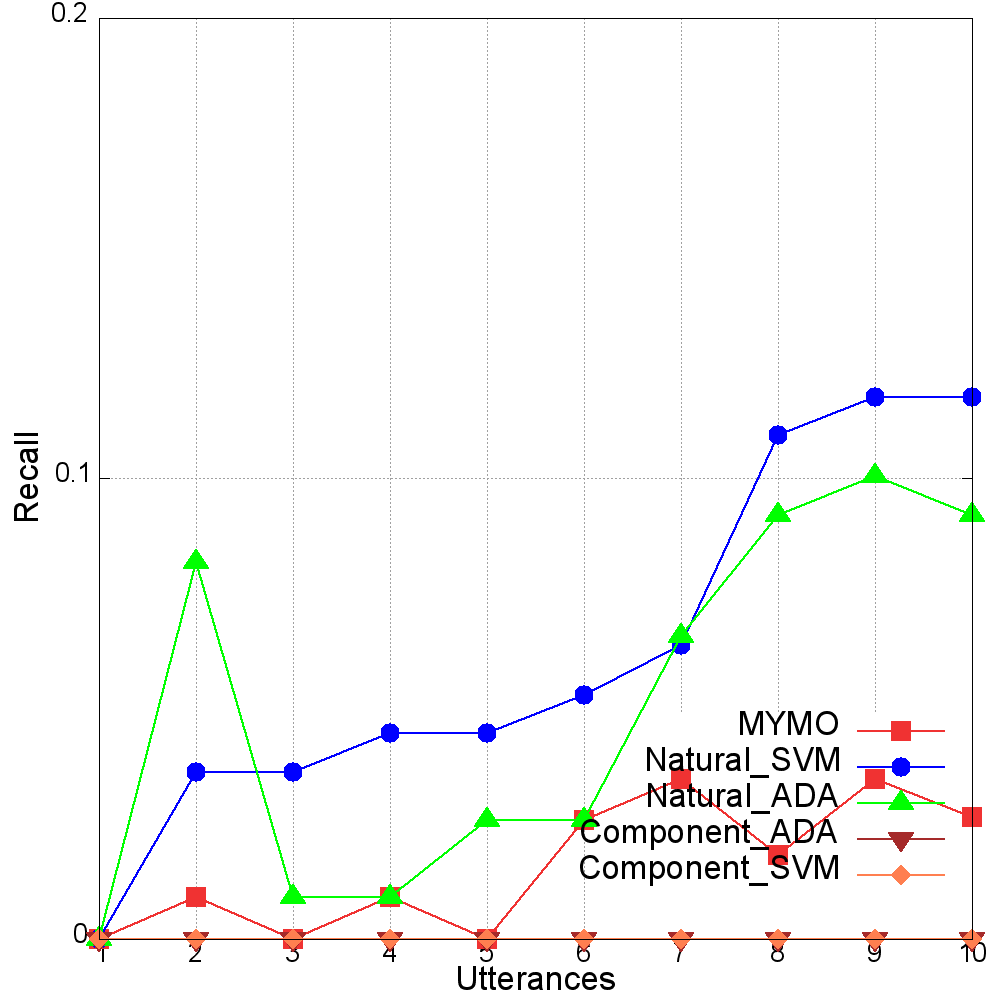 0.2
0.1
0
Recall
MYMO
Natural_SVM
Natural_ADA
Component_ADA
Component_SVM
1 2 3 4 5 6 7 8 9 10
Utterances